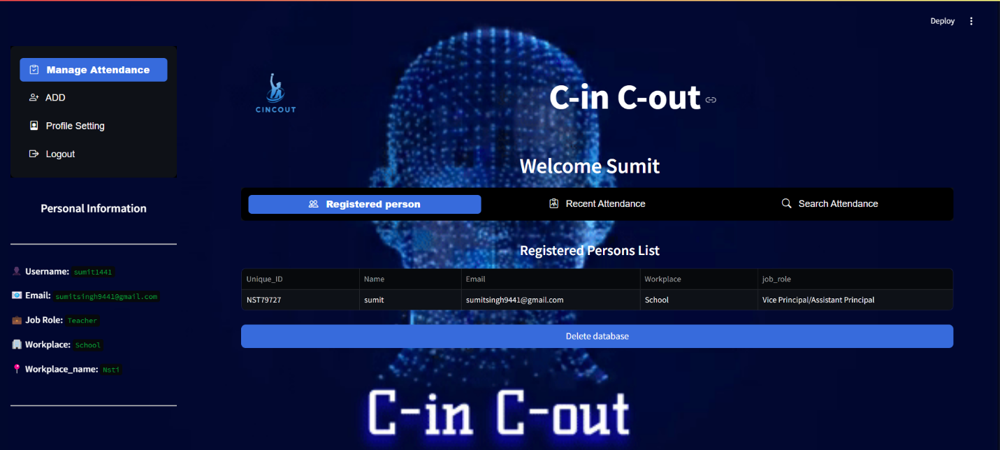 Deploy
Manage Attendance
ADD
Profile Setting
Logout
Personal Information
Username: sumit1441
Email: sumitsingh9441@gmail.com
Job Role: Teacher
Workplace: School
Workplace_name: Nsti
CINCOUT
C-in C-out
Welcome Sumit
Registered person Recent Attendance Search Attendance
Registered Persons List
Unique_ID Name Email Workplace job_role
NST79727 sumit sumitsingh9441@gmail.com School Vice Principal/Assistant Principal
Delete database
C-in C-out